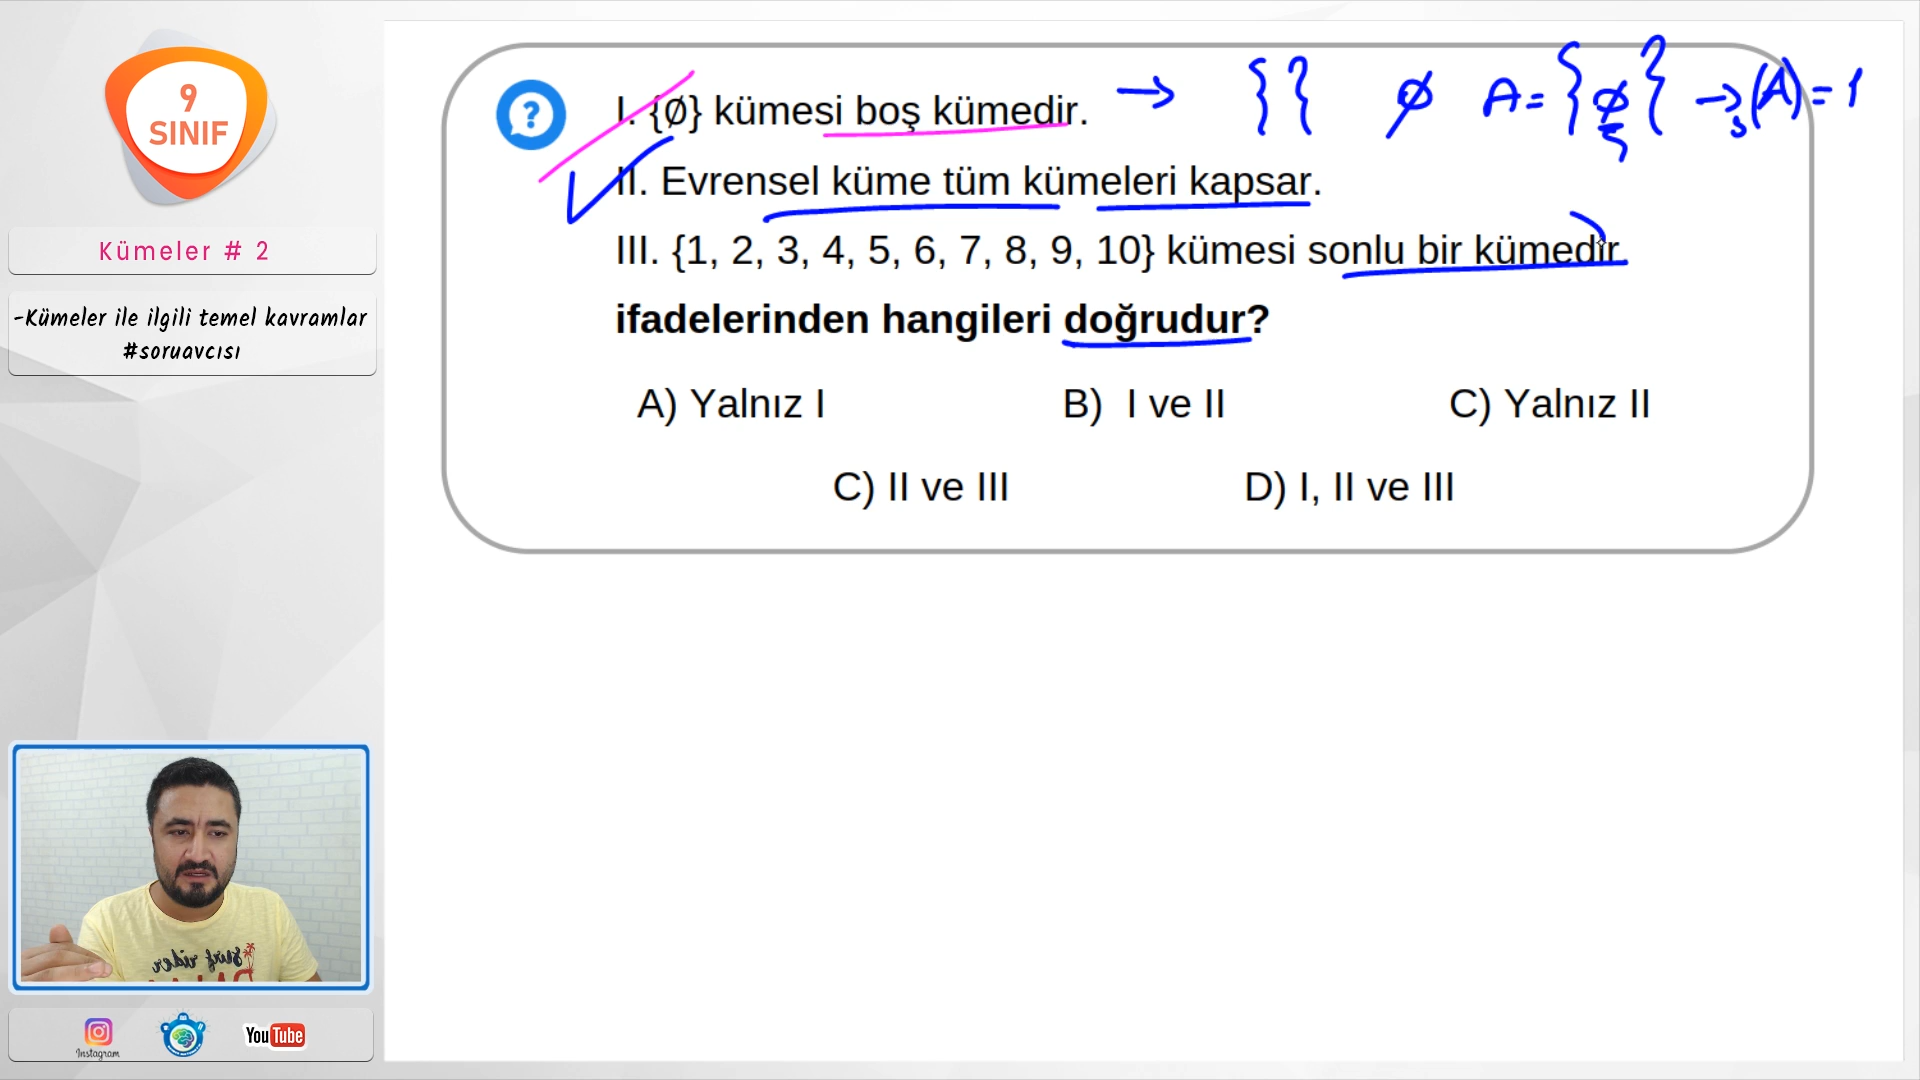 9
SINIF
Kümeler # 2
-Kümeler ile ilgili temel kavramlar
#soruavcısı
I. {Ø} kümesi boş kümedir. → { } Ø A = { Ø } → s(A) = 1
II. Evrensel küme tüm kümeleri kapsar.
III. {1, 2, 3, 4, 5, 6, 7, 8, 9, 10} kümesi sonlu bir kümedir.
ifadelerinden hangileri doğrudur?
A) Yalnız I B) I ve II C) Yalnız II
C) II ve III D) I, II ve III
surf rider
Instagram
YouTube